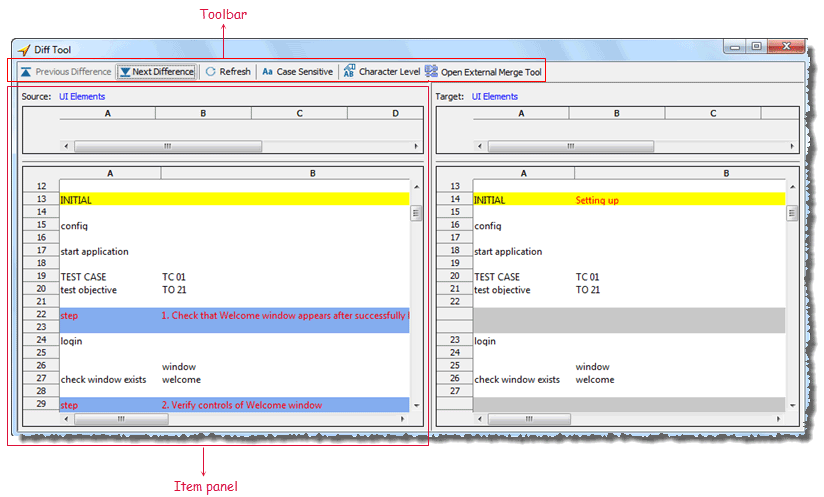 Toolbar
Diff Tool
Previous Difference Next Difference Refresh Aa Case Sensitive AB Character Level Open External Merge Tool
Source: UI Elements Target: UI Elements
A B C D A B C
A B A B
12 13
13 INITIAL 14 INITIAL Setting up
14 15
15 config 16 config
16 17
17 start application 18 start application
18 19
19 TEST CASE TC 01 20 TEST CASE TC 01
20 test objective TO 21 21 test objective TO 21
21 22
22 step 1. Check that Welcome window appears after successfully
23
24 login 23 login
25 24
26 window 25 window
27 check window exists welcome 26 check window exists welcome
28 27
29 step 2. Verify controls of Welcome window
Item panel